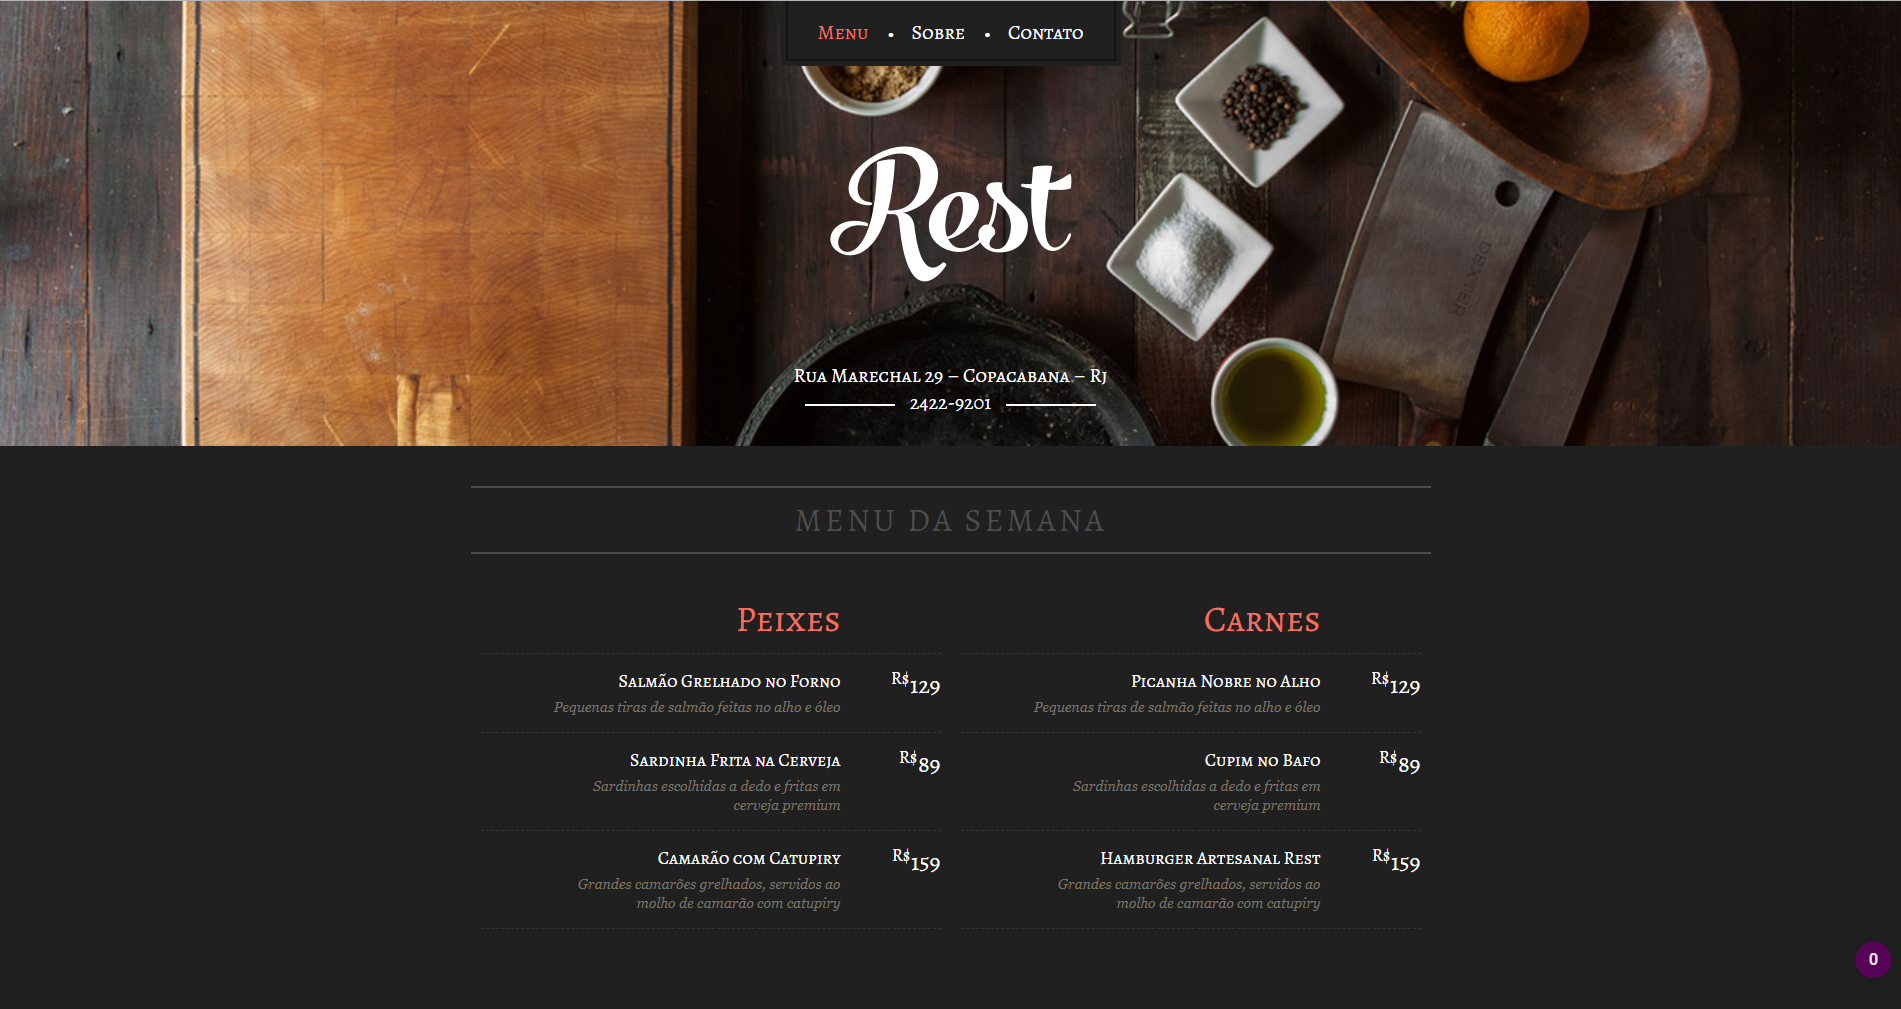 Menu • Sobre • Contato
Rest
DEXTER
Rua Marechal 29 – Copacabana – Rj
2422-9201
MENU DA SEMANA
Peixes
Salmão Grelhado no Forno R$129
Pequenas tiras de salmão feitas no alho e óleo
Sardinha Frita na Cerveja R$89
Sardinhas escolhidas a dedo e fritas em
cerveja premium
Camarão com Catupiry R$159
Grandes camarões grelhados, servidos ao
molho de camarão com catupiry
Carnes
Picanha Nobre no Alho R$129
Pequenas tiras de salmão feitas no alho e óleo
Cupim no Bafo R$89
Sardinhas escolhidas a dedo e fritas em
cerveja premium
Hamburger Artesanal Rest R$159
Grandes camarões grelhados, servidos ao
molho de camarão com catupiry
0